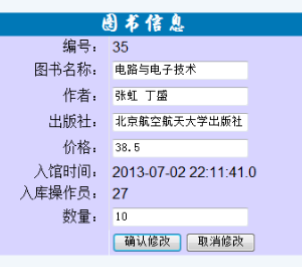 图书信息
编号： 35
图书名称： 电路与电子技术
作者： 张虹 丁盛
出版社： 北京航空航天大学出版社
价格： 38.5
入馆时间： 2013-07-02 22:11:41.0
入库操作员： 27
数量： 10
确认修改 取消修改